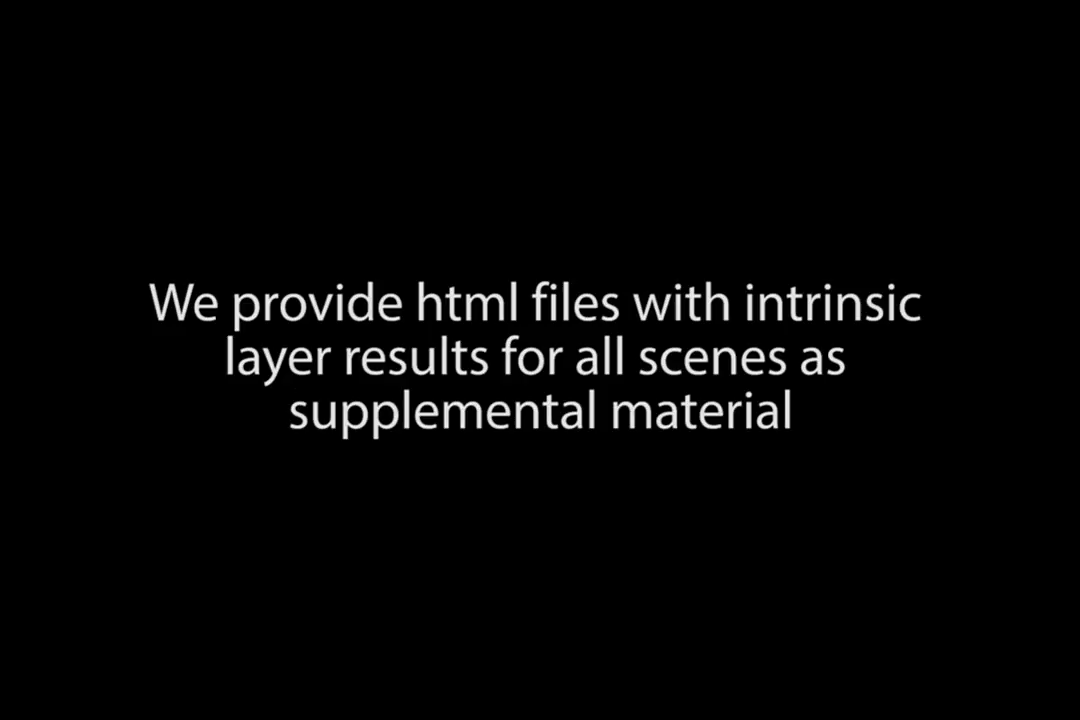 We provide html files with intrinsic
layer results for all scenes as
supplemental material